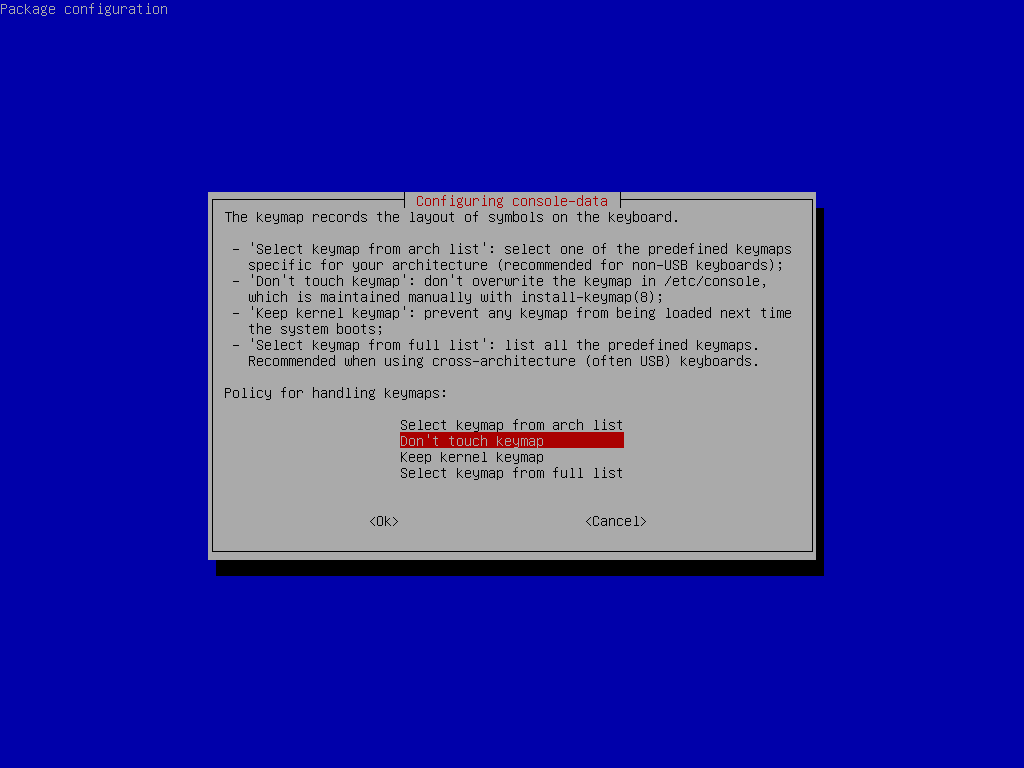 Package configuration
Configuring console-data
The keymap records the layout of symbols on the keyboard.
- 'Select keymap from arch list': select one of the predefined keymaps
specific for your architecture (recommended for non-USB keyboards);
- 'Don't touch keymap': don't overwrite the keymap in /etc/console,
which is maintained manually with install-keymap(8);
- 'Keep kernel keymap': prevent any keymap from being loaded next time
the system boots;
- 'Select keymap from full list': list all the predefined keymaps.
Recommended when using cross-architecture (often USB) keyboards.
Policy for handling keymaps:
Select keymap from arch list
Don't touch keymap
Keep kernel keymap
Select keymap from full list
<Ok> <Cancel>